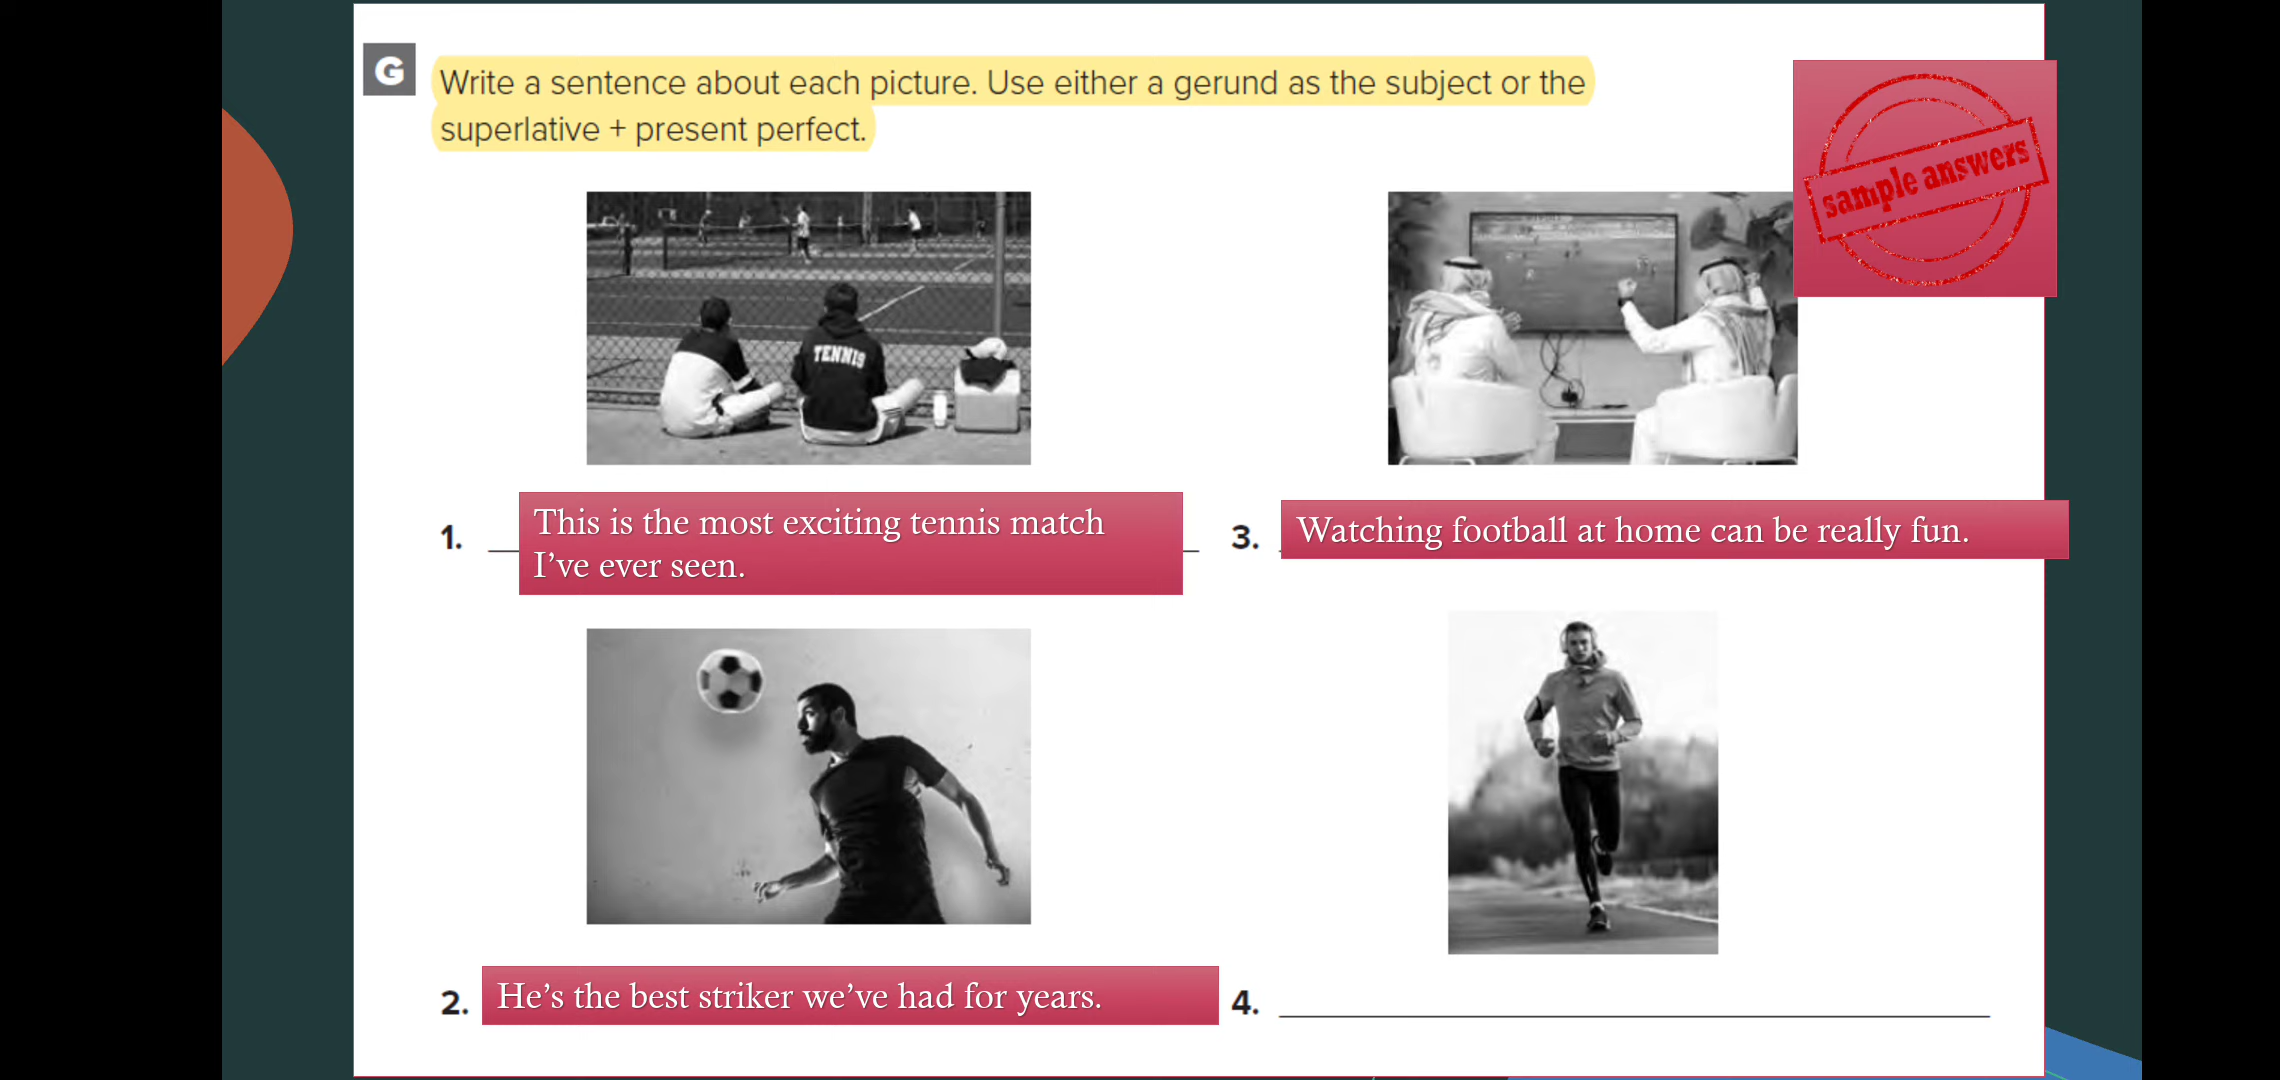 G
Write a sentence about each picture. Use either a gerund as the subject or the
superlative + present perfect.
sample answers
TENNIS
1. This is the most exciting tennis match
I've ever seen.
3. Watching football at home can be really fun.
2. He's the best striker we've had for years.
4.